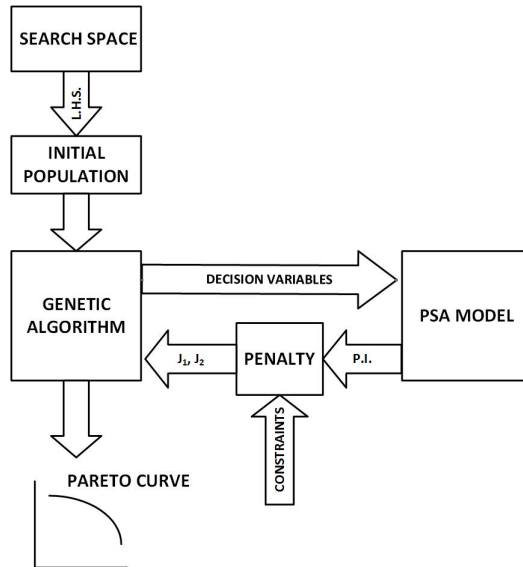 SEARCH SPACE
L.H.S.
INITIAL
POPULATION
GENETIC
ALGORITHM
DECISION VARIABLES
PSA MODEL
J₁, J₂
PENALTY
P.I.
CONSTRAINTS
PARETO CURVE